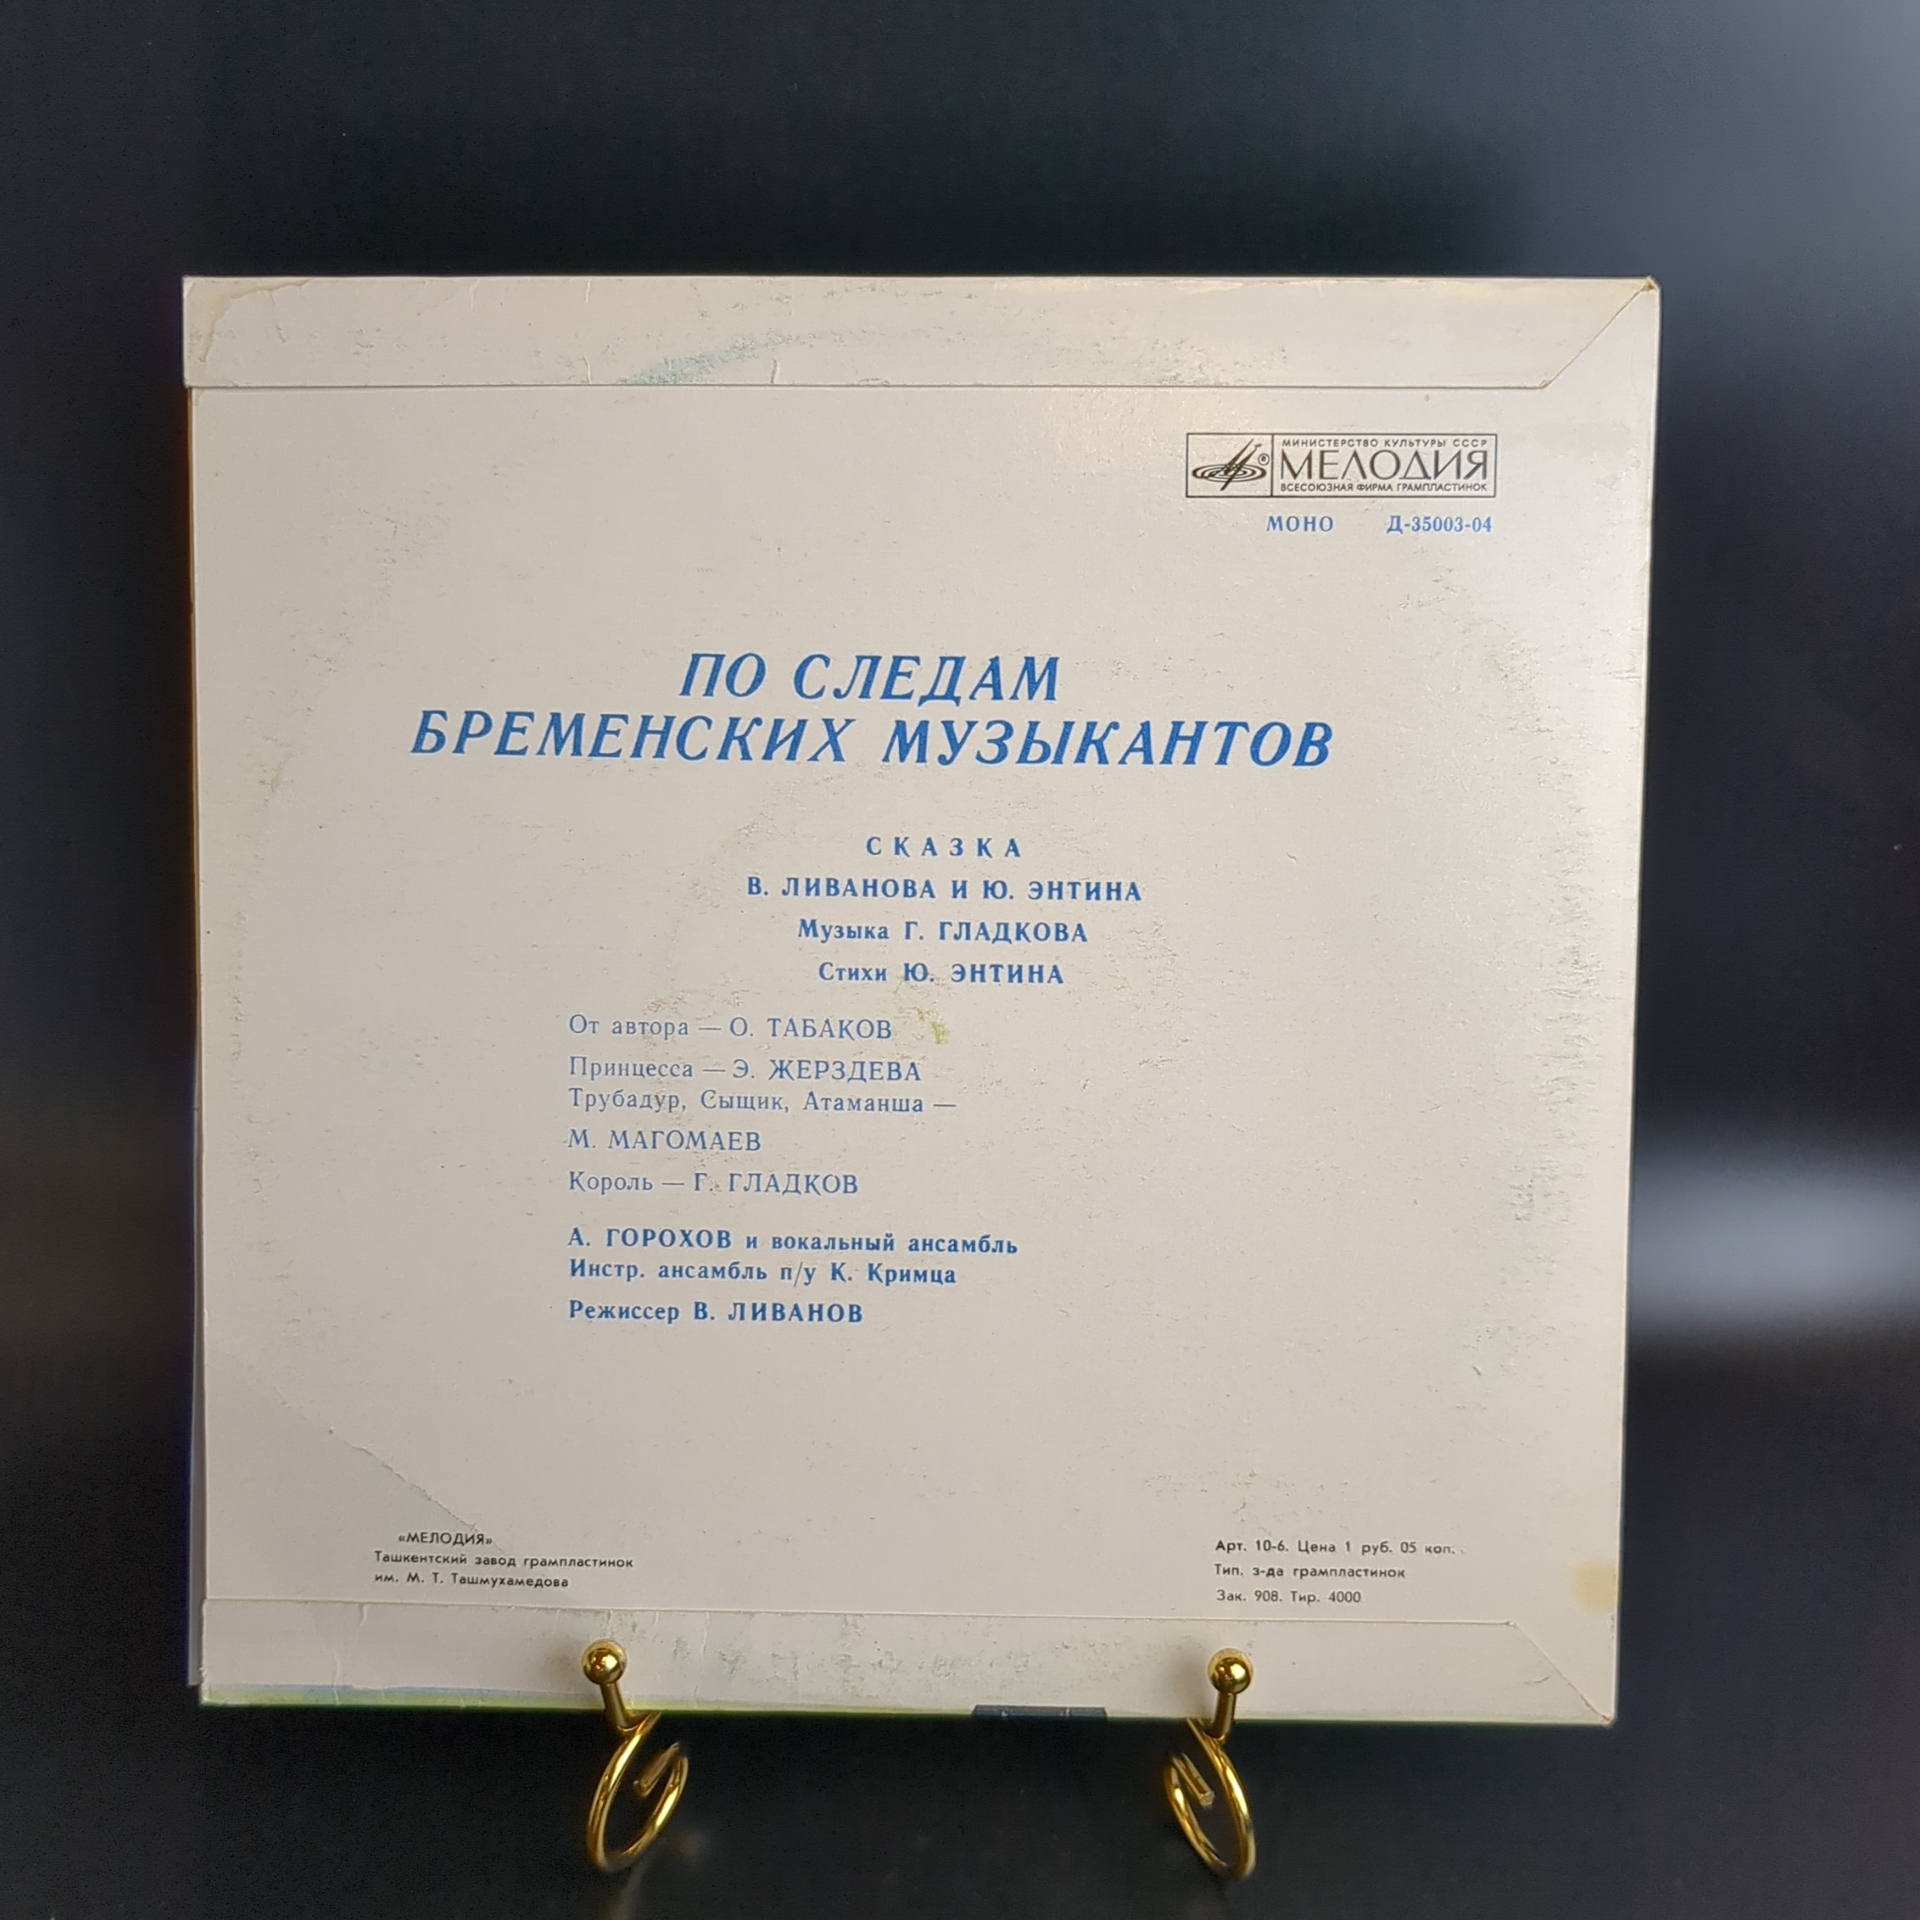 МИНИСТЕРСТВО КУЛЬТУРЫ СССР
МЕЛОДИЯ
ВСЕСОЮЗНАЯ ФИРМА ГРАМПЛАСТИНОК
МОНО Д-35003-04
ПО СЛЕДАМ
БРЕМЕНСКИХ МУЗЫКАНТОВ
СКАЗКА
В. ЛИВАНОВА И Ю. ЭНТИНА
Музыка Г. ГЛАДКОВА
Стихи Ю. ЭНТИНА
От автора — О. ТАБАКОВ
Принцесса — Э. ЖЕРЗДЕВА
Трубадур, Сыщик, Атаманша —
М. МАГОМАЕВ
Король — Г. ГЛАДКОВ
А. ГОРОХОВ и вокальный ансамбль
Инстр. ансамбль п/у К. Кримца
Режиссер В. ЛИВАНОВ
«МЕЛОДИЯ»
Ташкентский завод грампластинок
им. М. Т. Ташмухамедова
Арт. 10-6. Цена 1 руб. 05 коп.
Тип. з-да грампластинок
Зак. 908. Тир. 4000